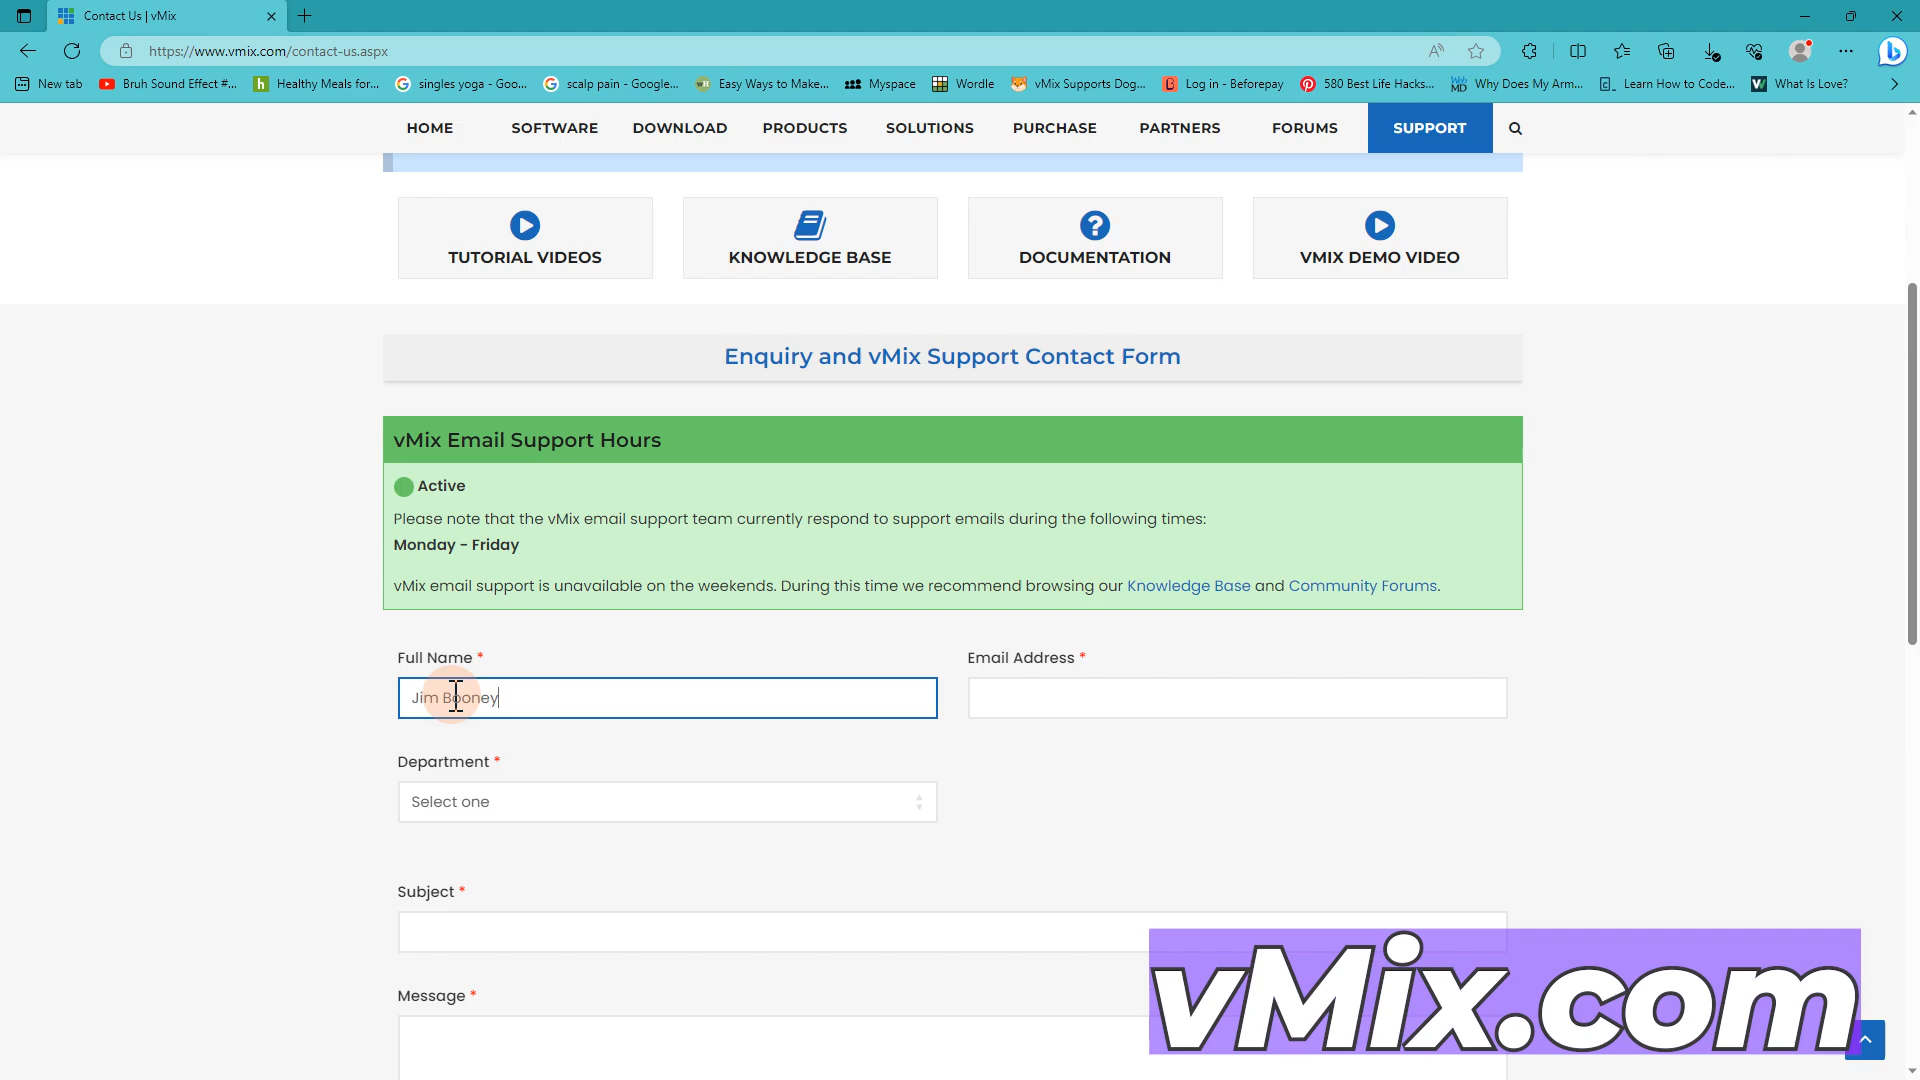 Contact Us | vMix
https://www.vmix.com/contact-us.aspx
New tab
Bruh Sound Effect #...
Healthy Meals for...
singles yoga - Goo...
scalp pain - Google...
Easy Ways to Make...
Myspace
Wordle
vMix Supports Dog...
Log in - Beforepay
580 Best Life Hacks...
Why Does My Arm...
Learn How to Code...
What Is Love?
HOME
SOFTWARE
DOWNLOAD
PRODUCTS
SOLUTIONS
PURCHASE
PARTNERS
FORUMS
SUPPORT
TUTORIAL VIDEOS
KNOWLEDGE BASE
DOCUMENTATION
VMIX DEMO VIDEO
Enquiry and vMix Support Contact Form
vMix Email Support Hours
Active
Please note that the vMix email support team currently respond to support emails during the following times:
Monday - Friday
vMix email support is unavailable on the weekends. During this time we recommend browsing our Knowledge Base and Community Forums.
Full Name *
Email Address *
Jim Booney
Department *
Select one
Subject *
Message *
vMix.com